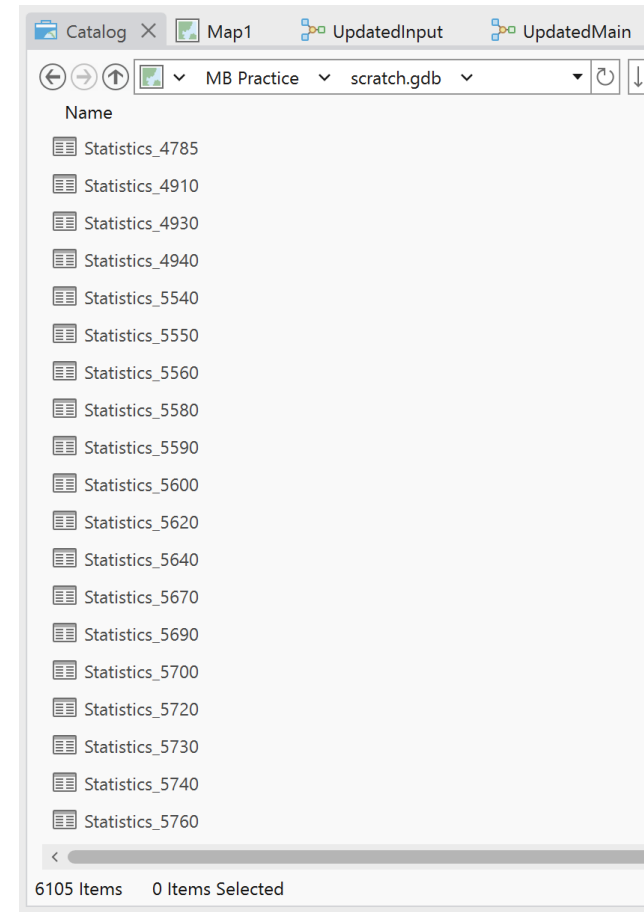 Catalog Map1 UpdatedInput UpdatedMain
MB Practice scratch.gdb
Name
Statistics_4785
Statistics_4910
Statistics_4930
Statistics_4940
Statistics_5540
Statistics_5550
Statistics_5560
Statistics_5580
Statistics_5590
Statistics_5600
Statistics_5620
Statistics_5640
Statistics_5670
Statistics_5690
Statistics_5700
Statistics_5720
Statistics_5730
Statistics_5740
Statistics_5760
6105 Items 0 Items Selected